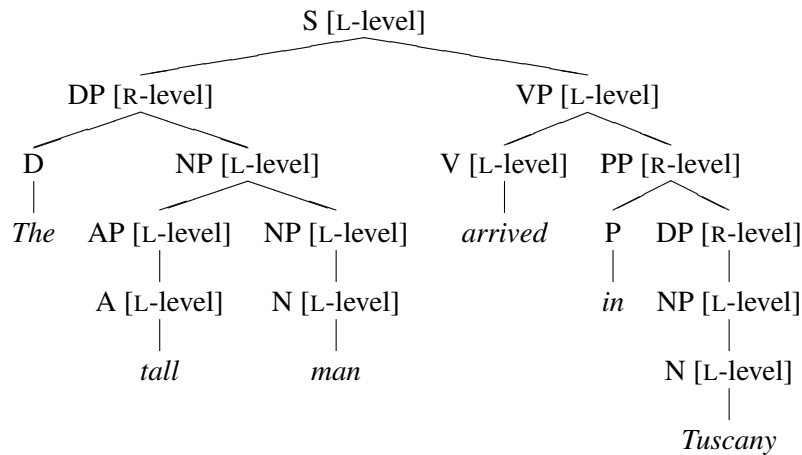 S [L-level]
DP [R-level] VP [L-level]
D NP [L-level] V [L-level] PP [R-level]
The AP [L-level] NP [L-level] arrived P DP [R-level]
A [L-level] N [L-level] in NP [L-level]
tall man N [L-level]
Tuscany